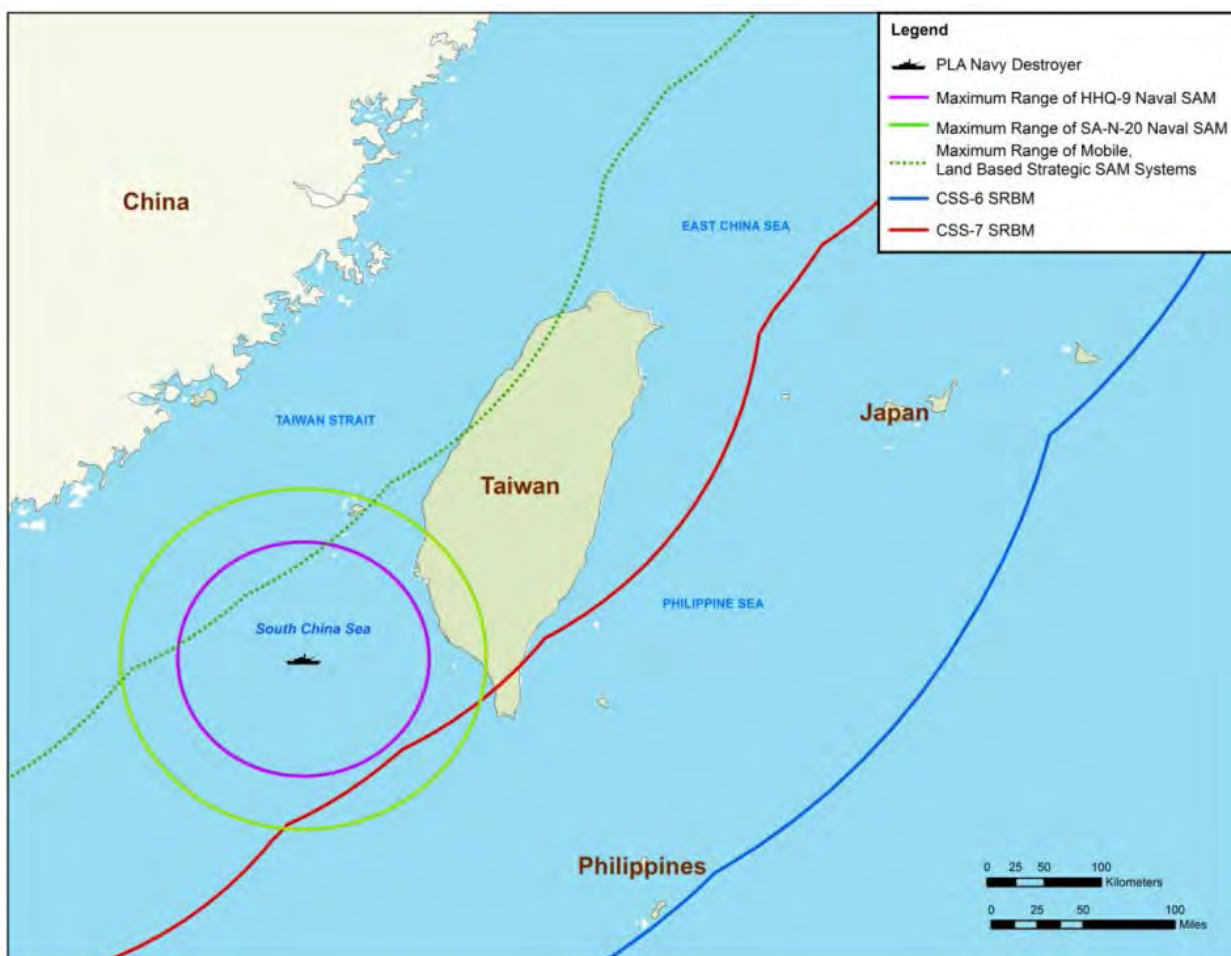 Legend
PLA Navy Destroyer
Maximum Range of HHQ-9 Naval SAM
Maximum Range of SA-N-20 Naval SAM
Maximum Range of Mobile,
Land Based Strategic SAM Systems
CSS-6 SRBM
CSS-7 SRBM
China
EAST CHINA SEA
TAIWAN STRAIT
Japan
Taiwan
PHILIPPINE SEA
South China Sea
Philippines
0 25 50 100
Kilometers
0 25 50 100
Miles